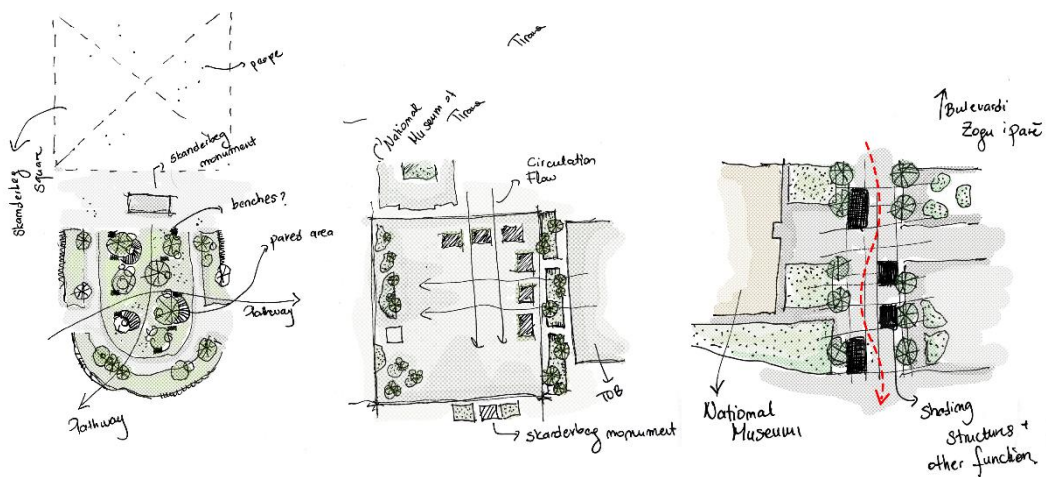 people
Skanderbeg
Square
Skanderbeg
monument
benches?
paved area
Pathway
Pathway
Tirana
National
Museum of
Tirana
Circulation
Flow
TOB
Skanderbeg monument
Bulevardi
Zogu i parë
National
Museum
Shading
structures +
other function.